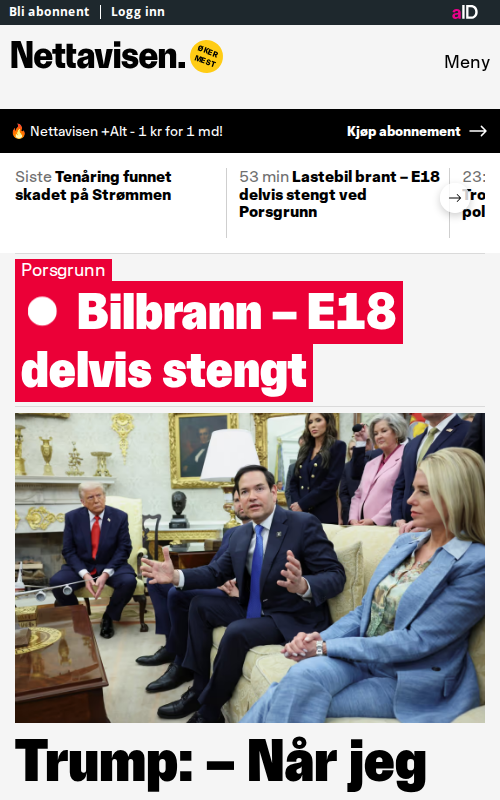 Bli abonnent
Logg inn
aID
Nettavisen.
ØKER
MEST
Meny
🔥 Nettavisen +Alt - 1 kr for 1 md!
Kjøp abonnement
Siste Tenåring funnet
skadet på Strømmen
53 min Lastebil brant – E18
delvis stengt ved
Porsgrunn
23:
Tro
pol
Porsgrunn
Bilbrann – E18
delvis stengt
Trump: – Når jeg